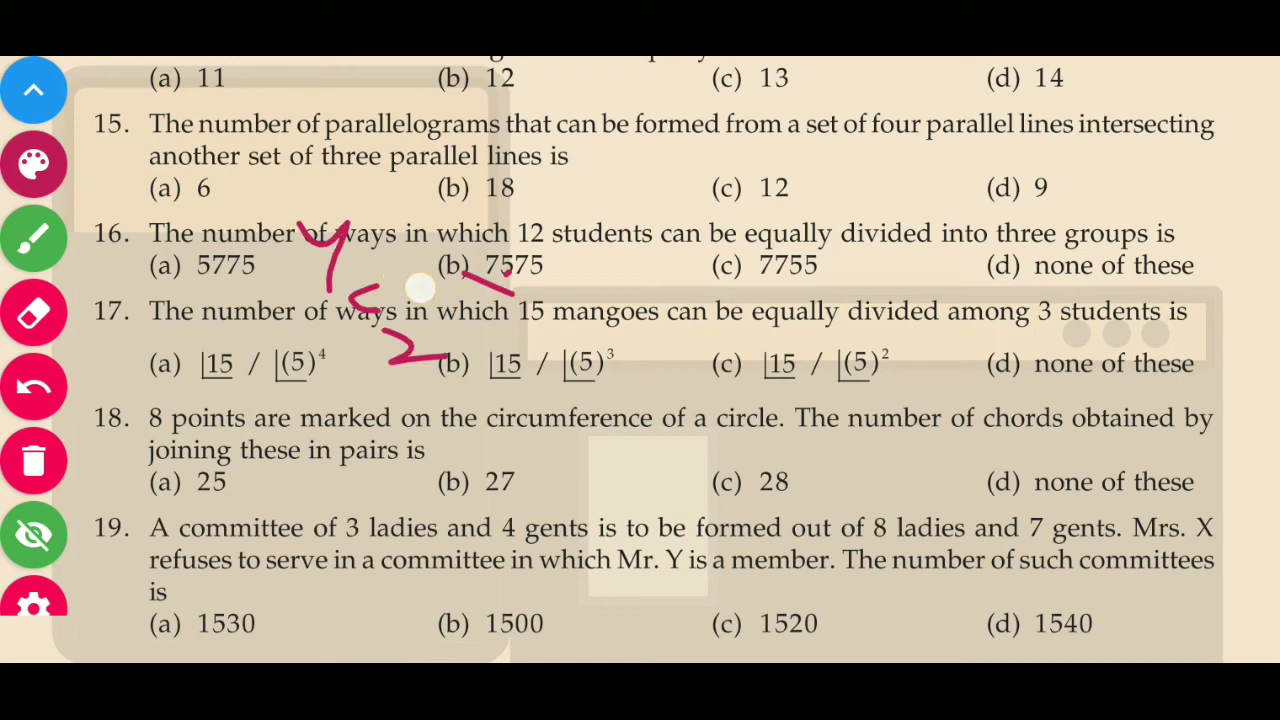 (a) 11 (b) 12 (c) 13 (d) 14
15. The number of parallelograms that can be formed from a set of four parallel lines intersecting
another set of three parallel lines is
(a) 6 (b) 18 (c) 12 (d) 9
16. The number of ways in which 12 students can be equally divided into three groups is
(a) 5775 (b) 7575 (c) 7755 (d) none of these
17. The number of ways in which 15 mangoes can be equally divided among 3 students is
(a) |15 / |(5)⁴ (b) |15 / |(5)³ (c) |15 / |(5)² (d) none of these
18. 8 points are marked on the circumference of a circle. The number of chords obtained by
joining these in pairs is
(a) 25 (b) 27 (c) 28 (d) none of these
19. A committee of 3 ladies and 4 gents is to be formed out of 8 ladies and 7 gents. Mrs. X
refuses to serve in a committee in which Mr. Y is a member. The number of such committees
is
(a) 1530 (b) 1500 (c) 1520 (d) 1540